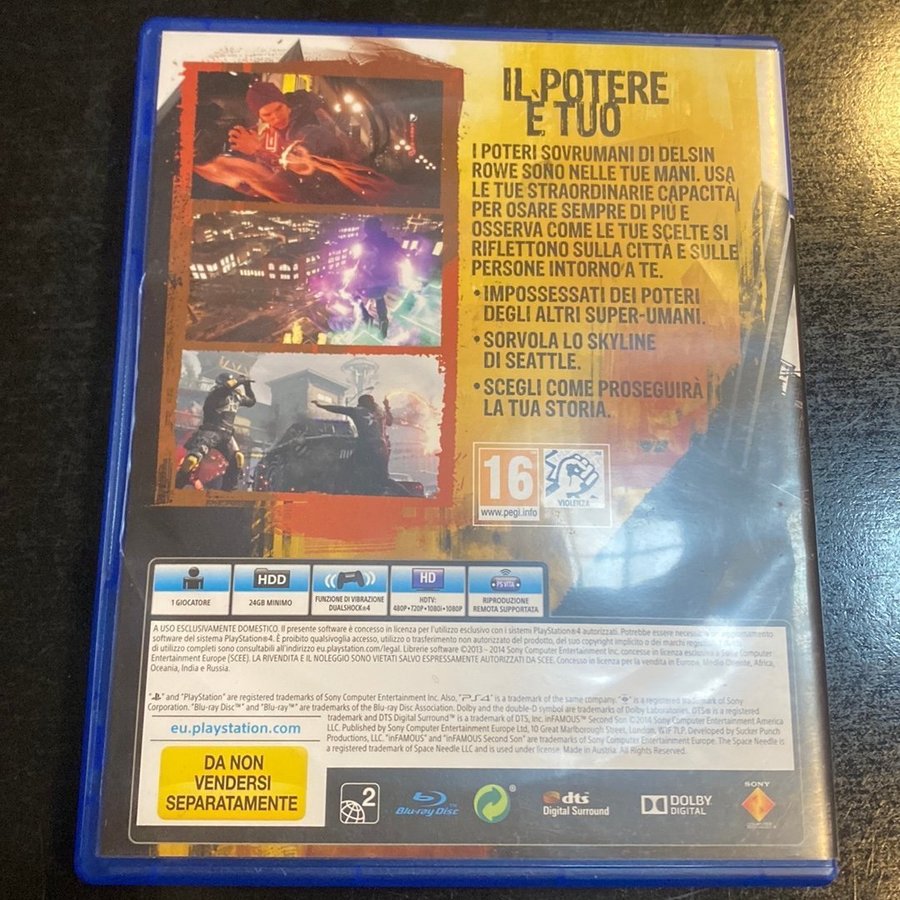 IL POTERE
È TUO
I POTERI SOVRUMANI DI DELSIN
ROWE SONO NELLE TUE MANI. USA
LE TUE STRAORDINARIE CAPACITÀ
PER OSARE SEMPRE DI PIÙ E
OSSERVA COME LE TUE SCELTE SI
RIFLETTONO SULLA CITTÀ E SULLE
PERSONE INTORNO A TE.
• IMPOSSESSATI DEI POTERI
DEGLI ALTRI SUPER-UMANI.
• SORVOLA LO SKYLINE
DI SEATTLE.
• SCEGLI COME PROSEGUIRÀ
LA TUA STORIA.
16
www.pegi.info
VIOLENZA
1 GIOCATORE
HDD
24GB MINIMO
FUNZIONE DI VIBRAZIONE
DUALSHOCK®4
HD
HDTV:
480P•720P•1080i•1080P
PS VITA
RIPRODUZIONE
REMOTA SUPPORTATA
A USO ESCLUSIVAMENTE DOMESTICO. Il presente software è concesso in licenza per l'utilizzo esclusivo con i sistemi PlayStation®4 autorizzati. Potrebbe essere necessario
software del sistema PlayStation®4. È proibito qualsivoglia accesso, utilizzo o trasferimento non autorizzato del prodotto, del suo copyright implicito o dei marchi
di utilizzo completi sono consultabili all'indirizzo eu.playstation.com/legal. Librerie software ©2013 – 2014 Sony Computer Entertainment Inc. concesse in licenza esclusiva a Sony Computer
Entertainment Europe (SCEE). LA RIVENDITA E IL NOLEGGIO SONO VIETATI SALVO ESPRESSAMENTE AUTORIZZATI DA SCEE. Concesso in licenza per la vendita in Europa, Medio Oriente, Africa,
Oceania, India e Russia.
" " and "PlayStation" are registered trademarks of Sony Computer Entertainment Inc. Also, "PS4" is a trademark of the same company. " " is a registered trademark of Sony
Corporation. "Blu-ray Disc™" and "Blu-ray™" are trademarks of the Blu-ray Disc Association. Dolby and the double-D symbol are trademarks of Dolby Laboratories. DTS® is a registered
trademark and DTS Digital Surround™ is a trademark of DTS, Inc. inFAMOUS™ Second Son ©2014 Sony Computer Entertainment America
LLC. Published by Sony Computer Entertainment Europe Ltd, 10 Great Marlborough Street, London, W1F 7LP. Developed by Sucker Punch
Productions, LLC. "inFAMOUS" and "inFAMOUS Second Son" are trademarks of Sony Computer Entertainment America LLC. The Space Needle is
a registered trademark of Space Needle LLC and is used under license. Made in Austria. All Rights Reserved.
eu.playstation.com
DA NON
VENDERSI
SEPARATAMENTE
2
Blu-ray Disc™
dts
Digital Surround
DOLBY
DIGITAL
SONY